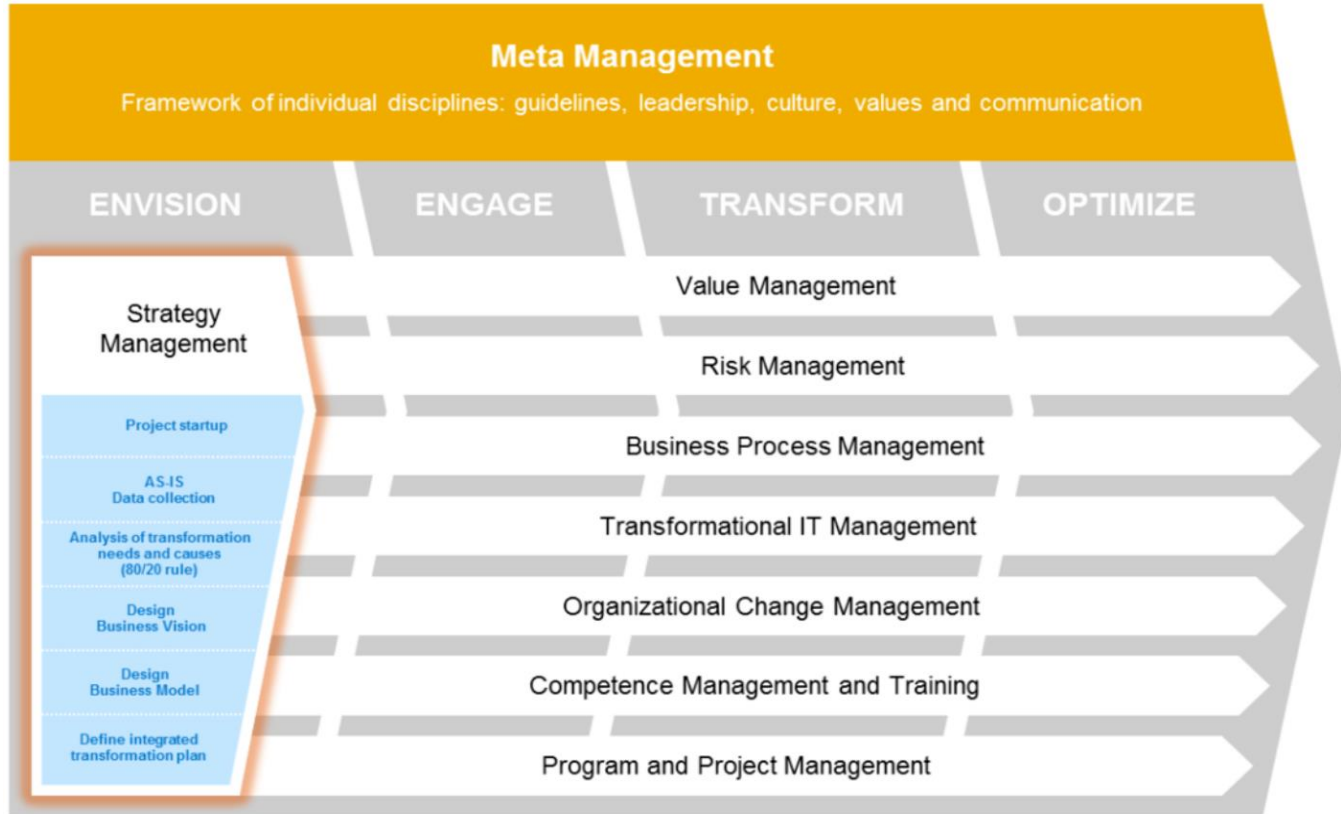 Meta Management
Framework of individual disciplines: guidelines, leadership, culture, values and communication
ENVISION
ENGAGE
TRANSFORM
OPTIMIZE
Strategy
Management
Project startup
AS-IS
Data collection
Analysis of transformation
needs and causes
(80/20 rule)
Design
Business Vision
Design
Business Model
Define integrated
transformation plan
Value Management
Risk Management
Business Process Management
Transformational IT Management
Organizational Change Management
Competence Management and Training
Program and Project Management